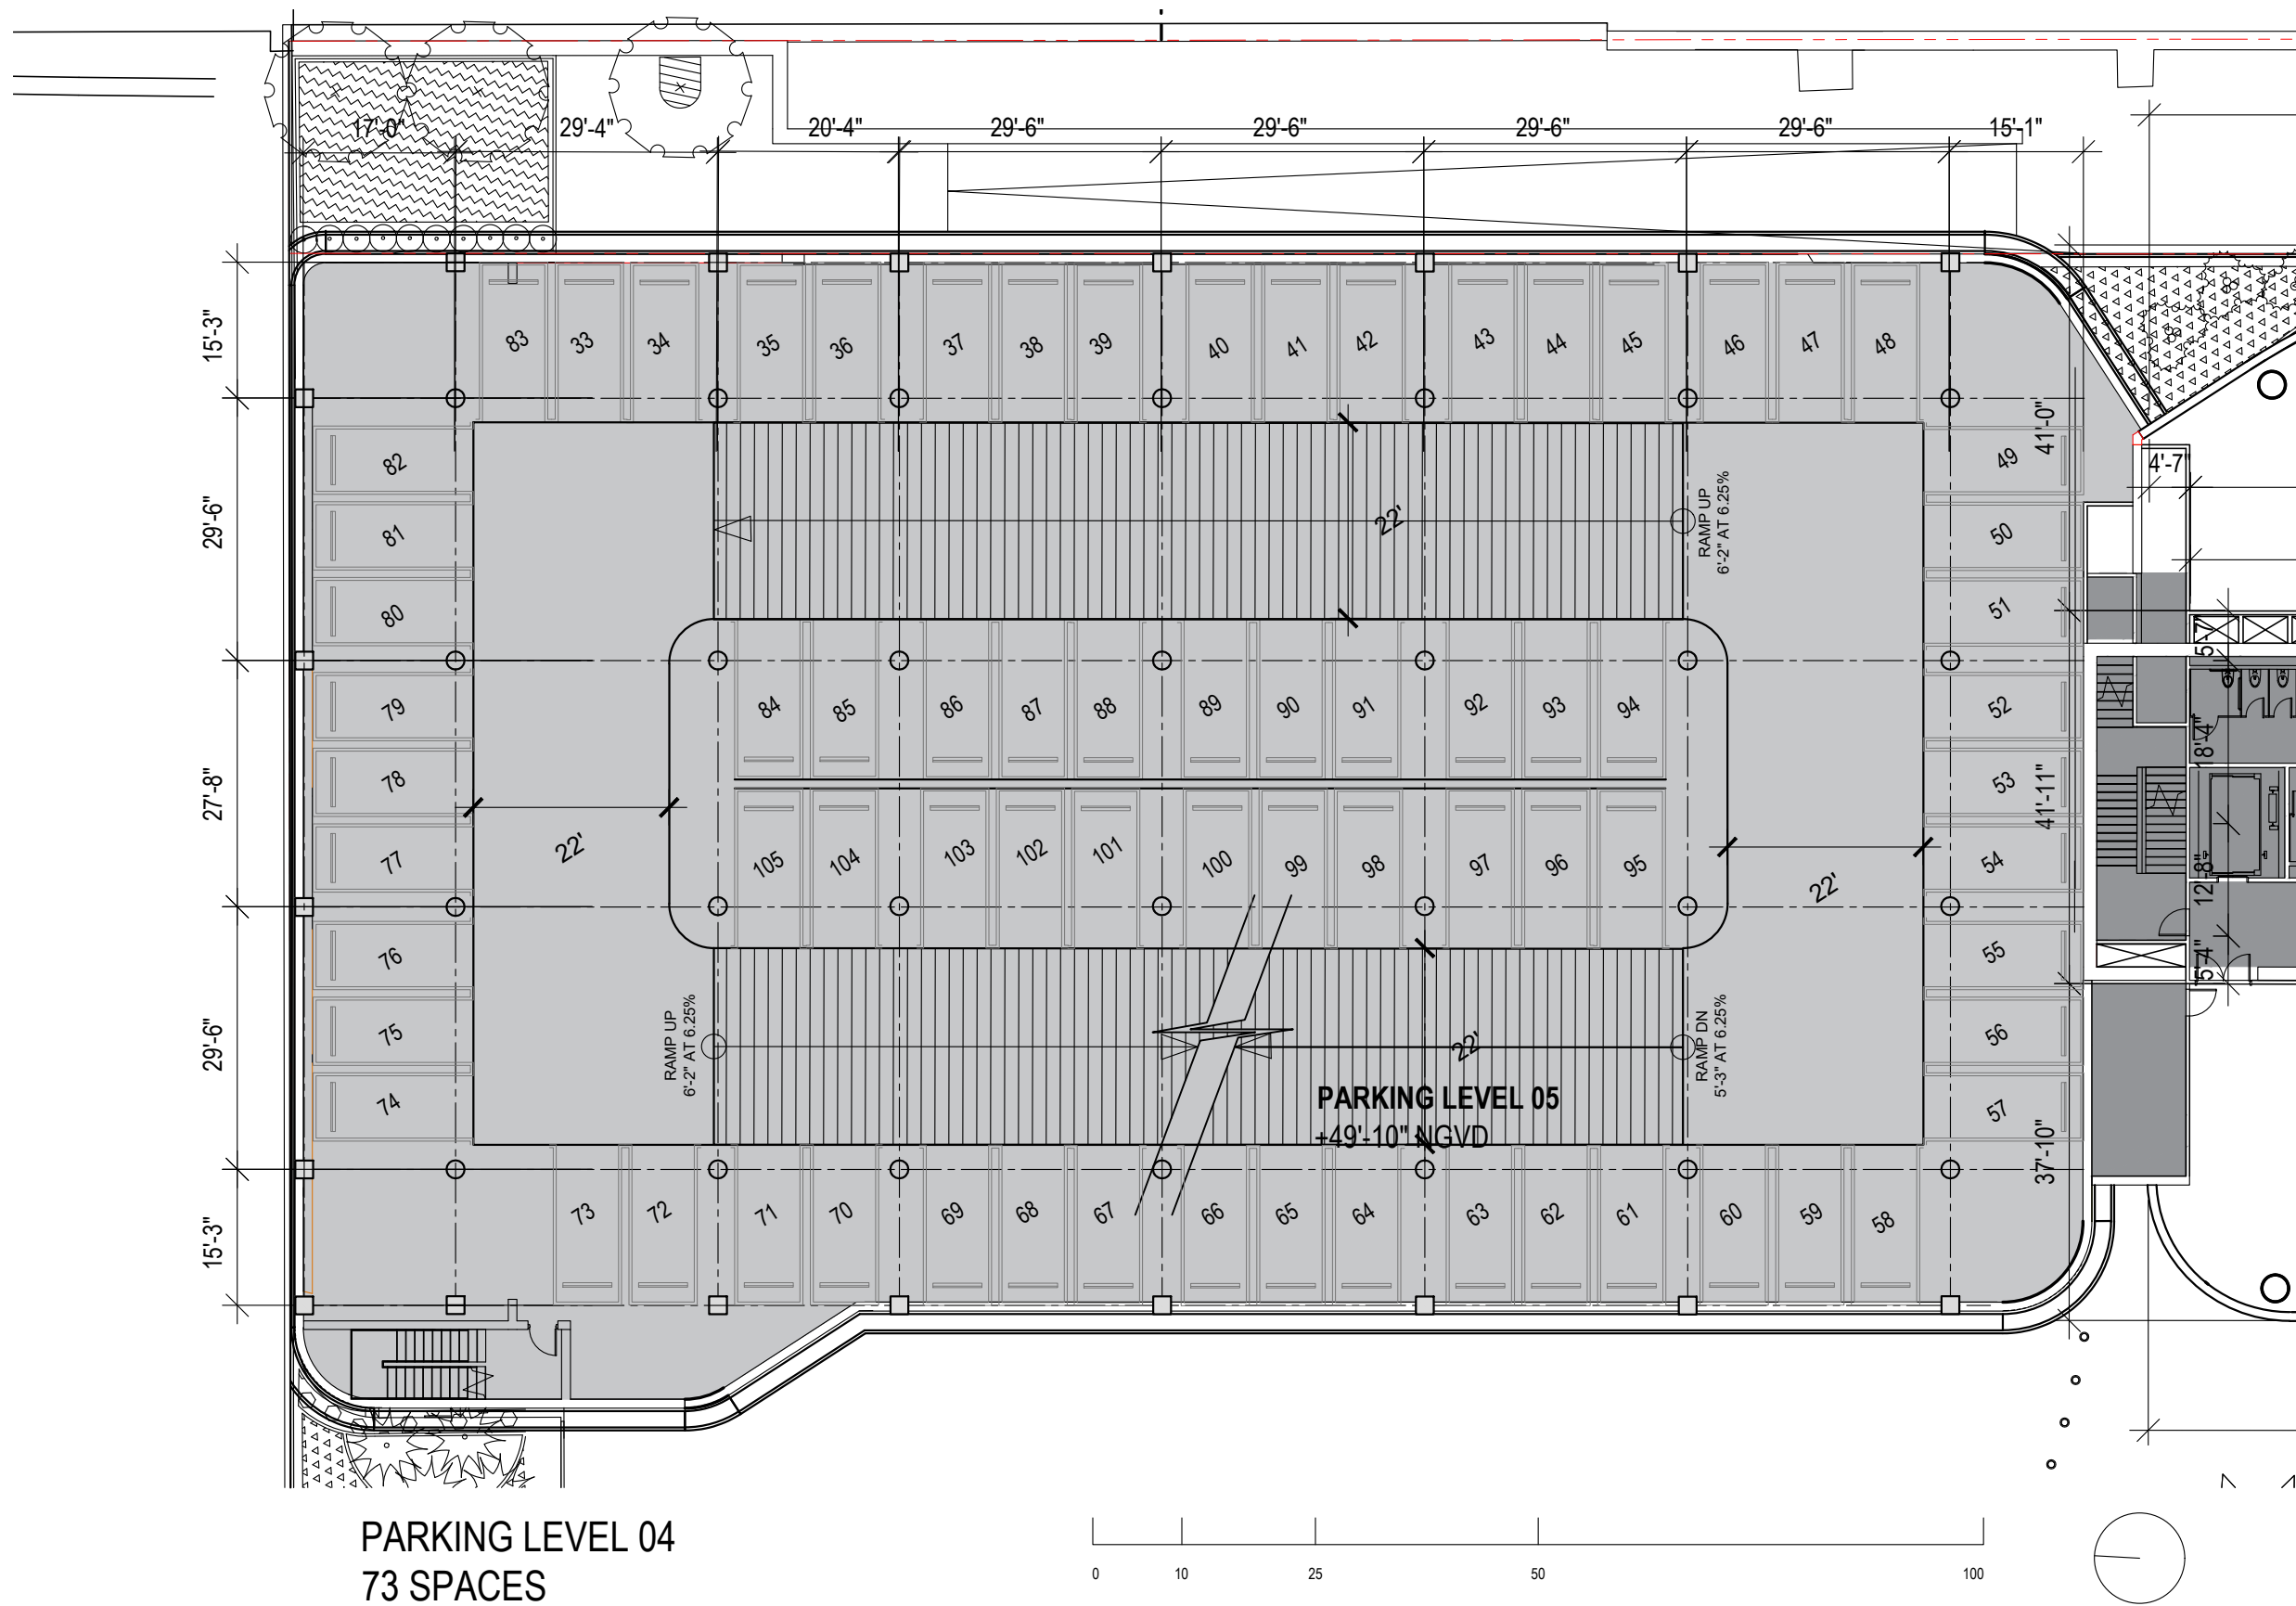 17'-0" 29'-4" 20'-4" 29'-6" 29'-6" 29'-6" 29'-6" 15'-1"
15'-3"
83 33 34 35 36 37 38 39 40 41 42 43 44 45 46 47 48
41'-0"
4'-7"
29'-6"
82
81
80
22'
RAMP UP
6'-2" AT 6.25%
49
50
51
5'-7"
27'-8"
79
78
77
22'
84 85 86 87 88 89 90 91 92 93 94
105 104 103 102 101 100 99 98 97 96 95
22'
52
53
54
41'-11"
18'-4"
12'-8"
5'-4"
29'-6"
76
75
74
RAMP UP
6'-2" AT 6.25%
22'
RAMP DN
5'-3" AT 6.25%
55
56
57
PARKING LEVEL 05
+49'-10" NGVD
37'-10"
15'-3"
73 72 71 70 69 68 67 66 65 64 63 62 61 60 59 58
PARKING LEVEL 04
73 SPACES
0 10 25 50 100